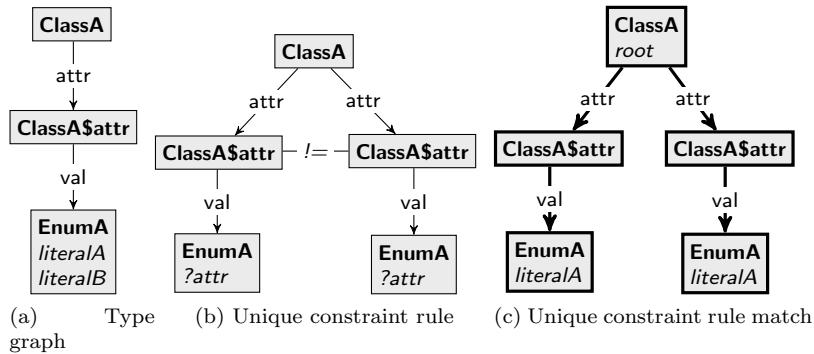 ClassA
attr
ClassA$attr
val
EnumA
literalA
literalB
(a) Type
graph
ClassA
attr attr
ClassA$attr != ClassA$attr
val val
EnumA EnumA
?attr ?attr
(b) Unique constraint rule
ClassA
root
attr attr
ClassA$attr ClassA$attr
val val
EnumA EnumA
literalA literalA
(c) Unique constraint rule match